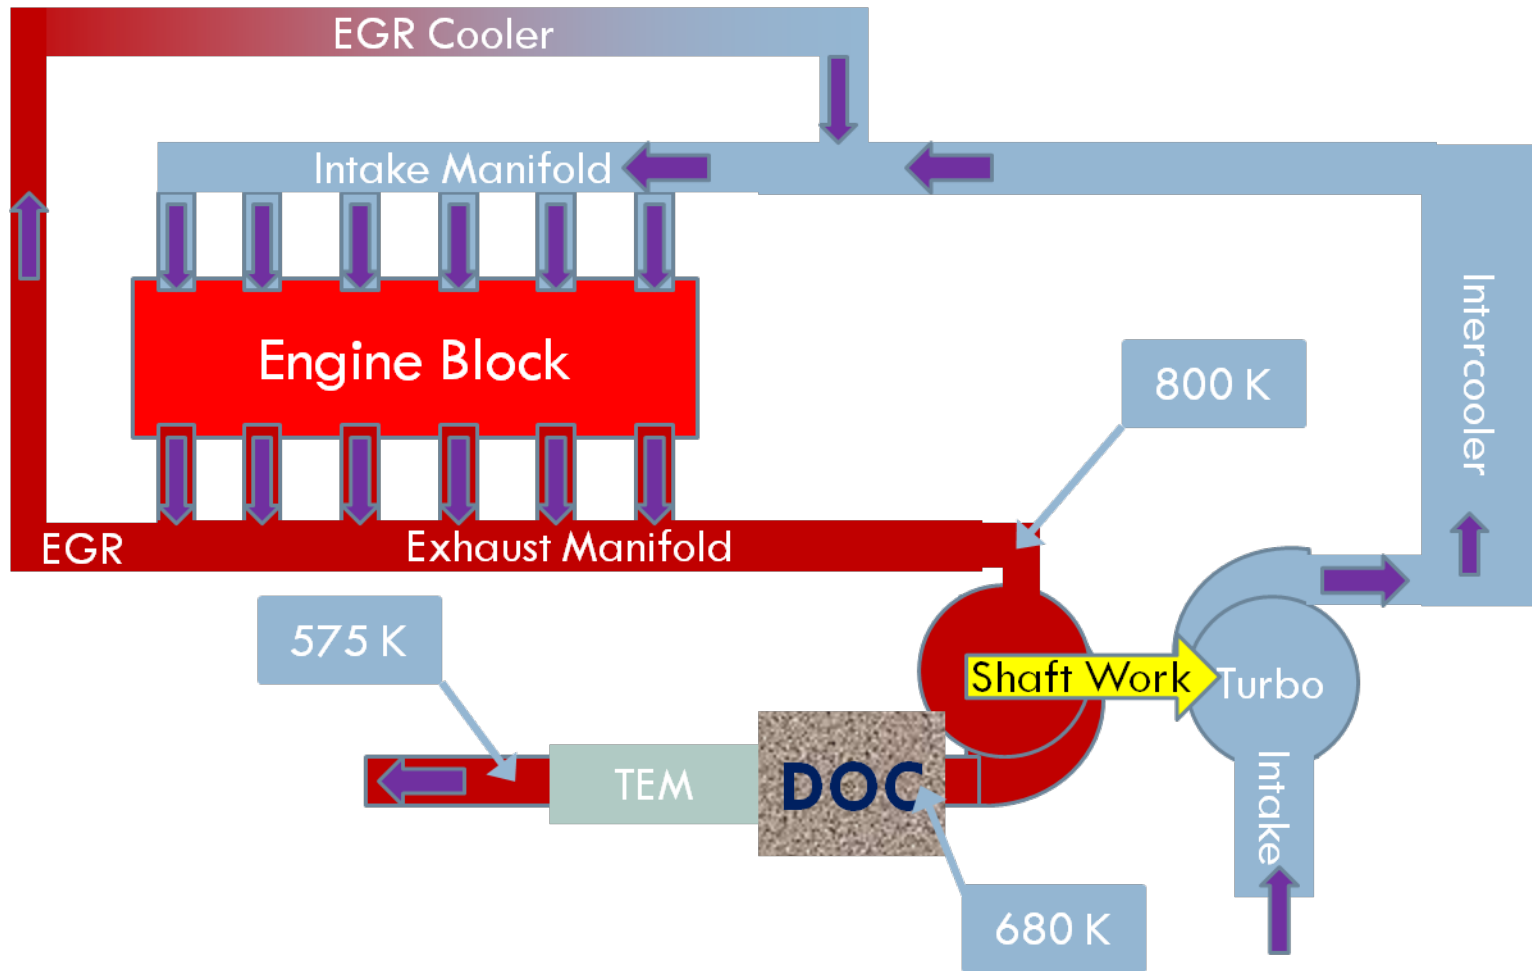 EGR Cooler
Intake Manifold
Engine Block
Intercooler
800 K
EGR
Exhaust Manifold
575 K
Shaft Work
Turbo
TEM
DOC
Intake
680 K